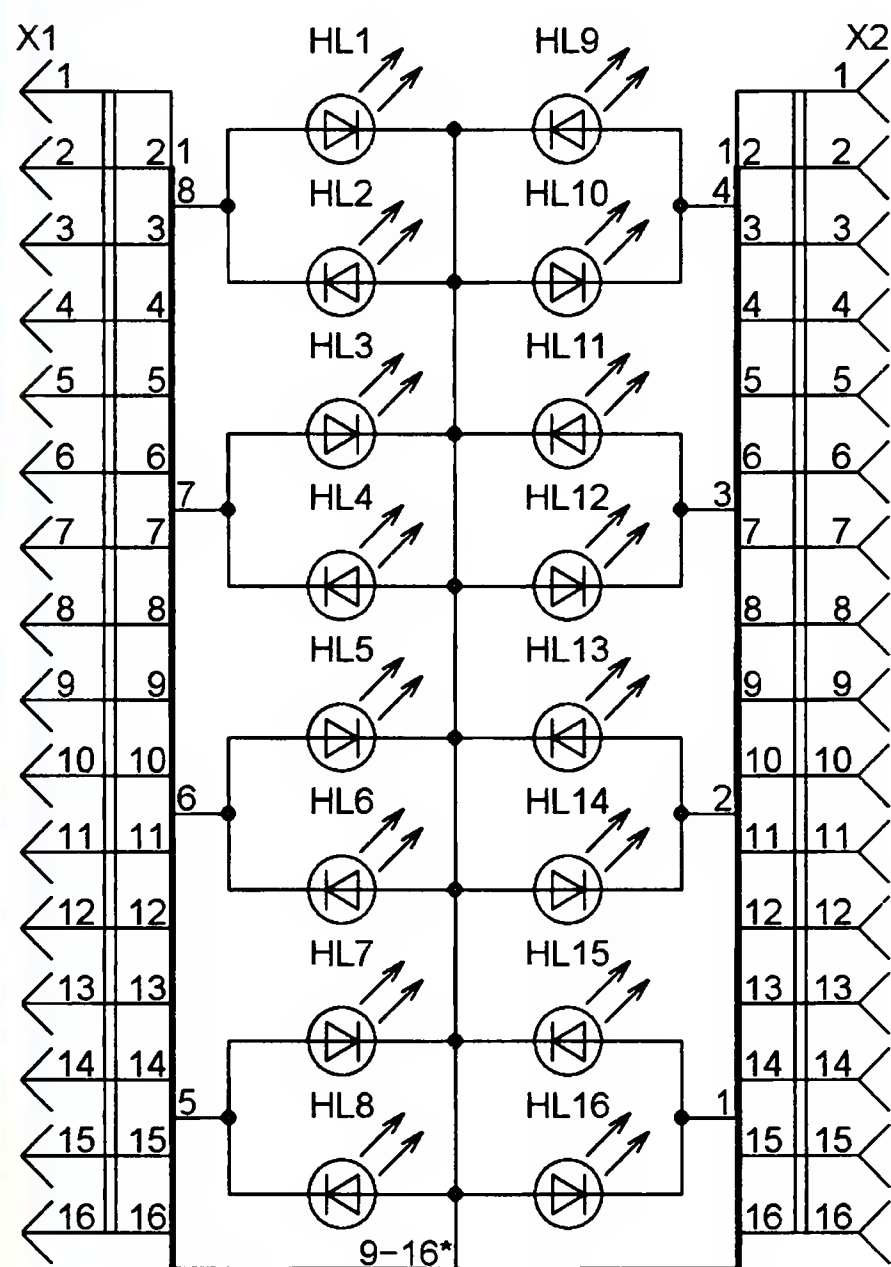 X1 HL1 HL9 X2
1 1
2 2 1 1 2 2
8 HL2 HL10 4
3 3 3 3
4 4 4 4
HL3 HL11
5 5 5 5
6 6 6 6
7 HL4 HL12 3
7 7 7 7
8 8 8 8
HL5 HL13
9 9 9 9
10 10 10 10
6 HL6 HL14 2
11 11 11 11
12 12 12 12
HL7 HL15
13 13 13 13
14 14 14 14
5 HL8 HL16 1
15 15 15 15
16 16 16 16
9-16*